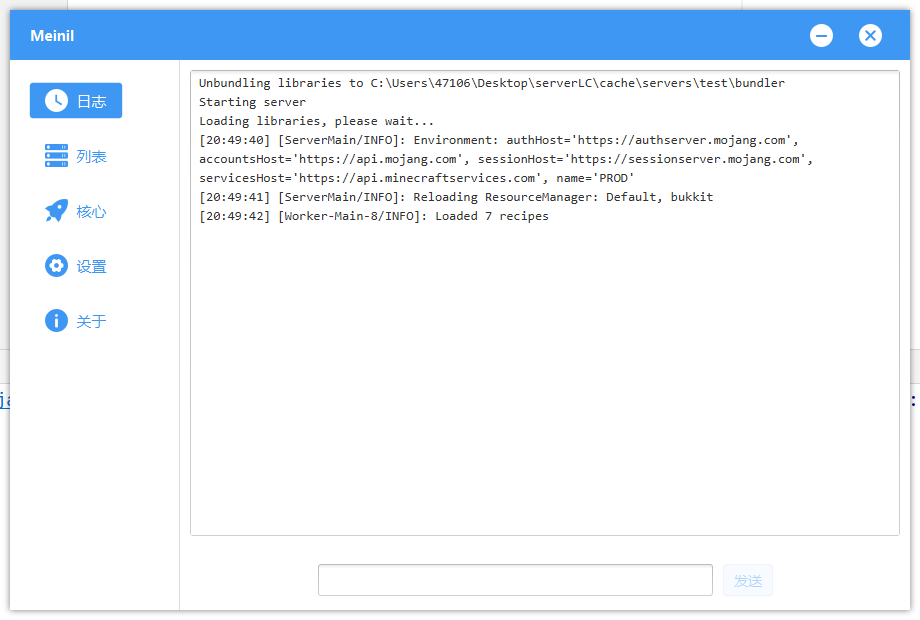 Meinil
日志
列表
核心
设置
关于
Unbundling libraries to C:\Users\47106\Desktop\serverLC\cache\servers\test\bundler
Starting server
Loading libraries, please wait...
[20:49:40] [ServerMain/INFO]: Environment: authHost='https://authserver.mojang.com',
accountsHost='https://api.mojang.com', sessionHost='https://sessionserver.mojang.com',
servicesHost='https://api.minecraftservices.com', name='PROD'
[20:49:41] [ServerMain/INFO]: Reloading ResourceManager: Default, bukkit
[20:49:42] [Worker-Main-8/INFO]: Loaded 7 recipes
发送